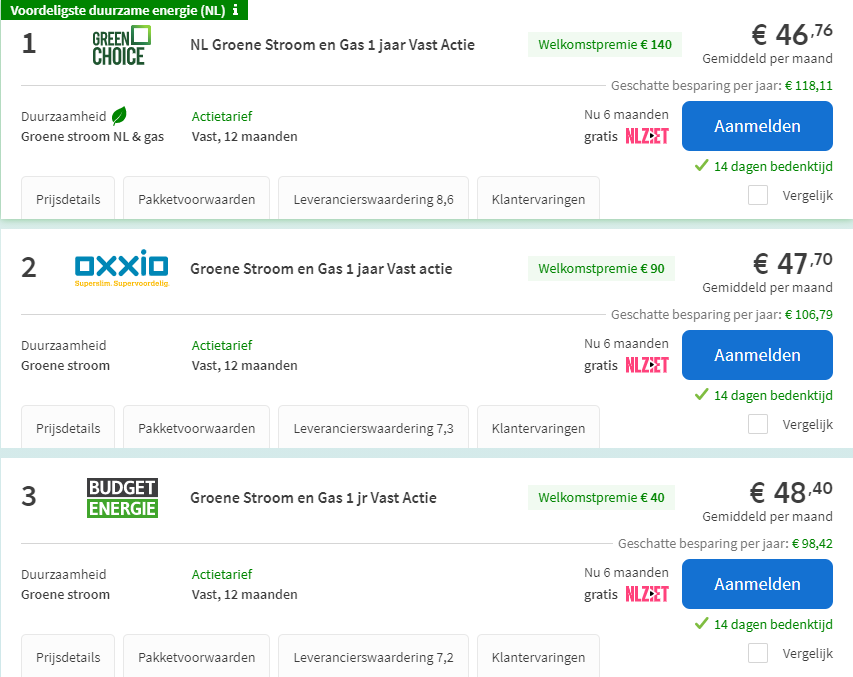 Voordeligste duurzame energie (NL) i
1
GREEN
CHOICE
NL Groene Stroom en Gas 1 jaar Vast Actie
Welkomstpremie € 140
€ 46,76
Gemiddeld per maand
Geschatte besparing per jaar: € 118,11
Duurzaamheid
Groene stroom NL & gas
Actietarief
Vast, 12 maanden
Nu 6 maanden
gratis NLZIET
Aanmelden
14 dagen bedenktijd
Prijsdetails
Pakketvoorwaarden
Leverancierswaardering 8,6
Klantervaringen
Vergelijk
2
oxxio
Superslim. Supervoordelig
Groene Stroom en Gas 1 jaar Vast actie
Welkomstpremie € 90
€ 47,70
Gemiddeld per maand
Geschatte besparing per jaar: € 106,79
Duurzaamheid
Groene stroom
Actietarief
Vast, 12 maanden
Nu 6 maanden
gratis NLZIET
Aanmelden
14 dagen bedenktijd
Prijsdetails
Pakketvoorwaarden
Leverancierswaardering 7,3
Klantervaringen
Vergelijk
3
BUDGET
ENERGIE
Groene Stroom en Gas 1 jr Vast Actie
Welkomstpremie € 40
€ 48,40
Gemiddeld per maand
Geschatte besparing per jaar: € 98,42
Duurzaamheid
Groene stroom
Actietarief
Vast, 12 maanden
Nu 6 maanden
gratis NLZIET
Aanmelden
14 dagen bedenktijd
Prijsdetails
Pakketvoorwaarden
Leverancierswaardering 7,2
Klantervaringen
Vergelijk